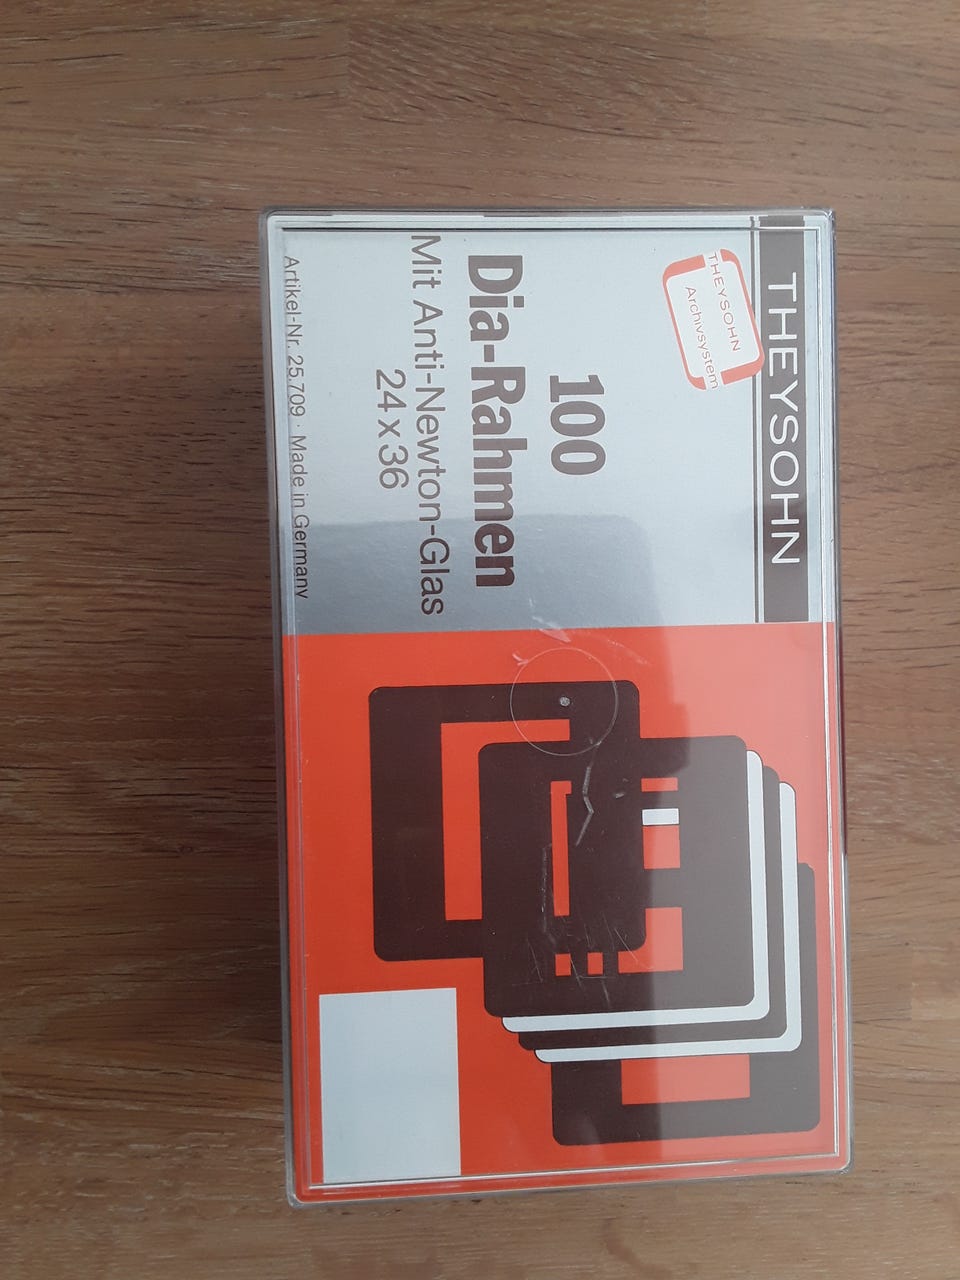 THEYSOHN
THEYSOHN
Archivsystem
100
Dia-Rahmen
Mit Anti-Newton-Glas
24 x 36
Artikel-Nr. 25.709 · Made in Germany